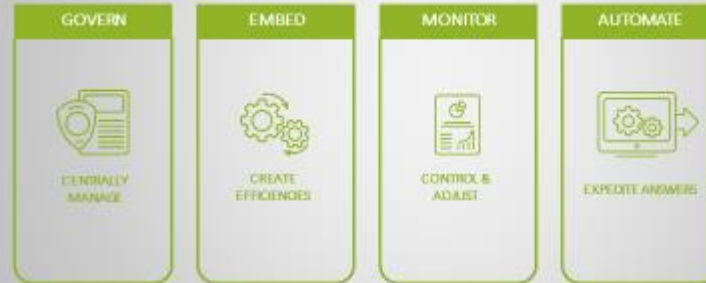 GOVERN
EMBED
MONITOR
AUTOMATE
CENTRALLY
MANAGE
CREATE
EFFICIENCIES
CONTROL &
ADJUST
EXPEDITE ANSWERS